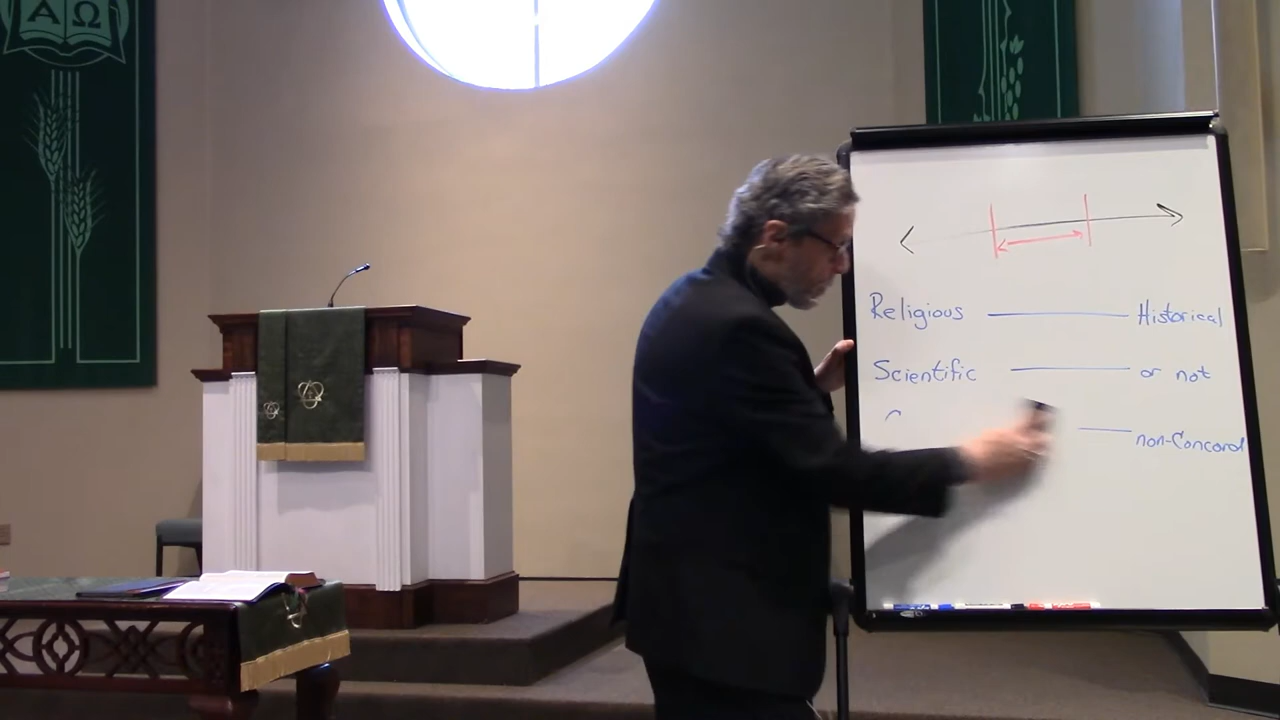 Α Ω
Religious Historical
Scientific or not
non-Concord